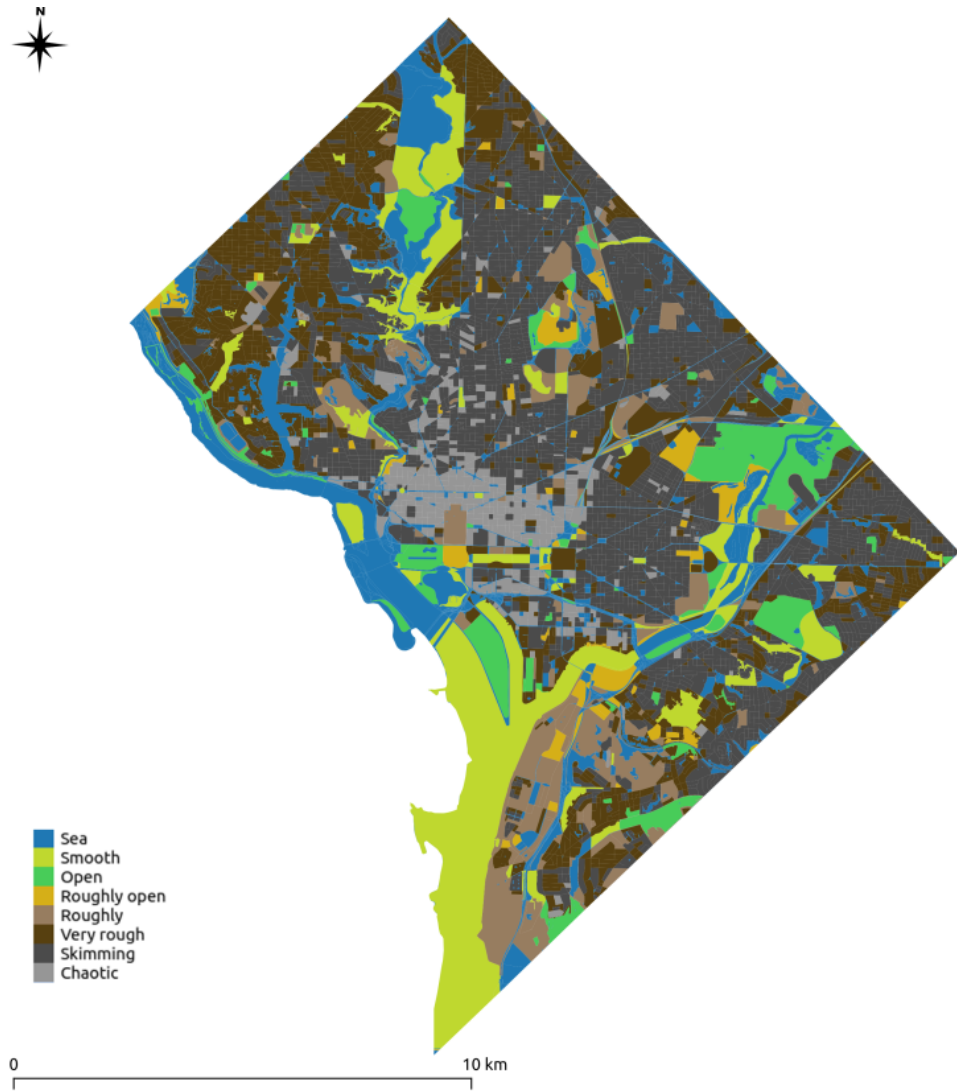 N
Sea
Smooth
Open
Roughly open
Roughly
Very rough
Skimming
Chaotic
0 10 km